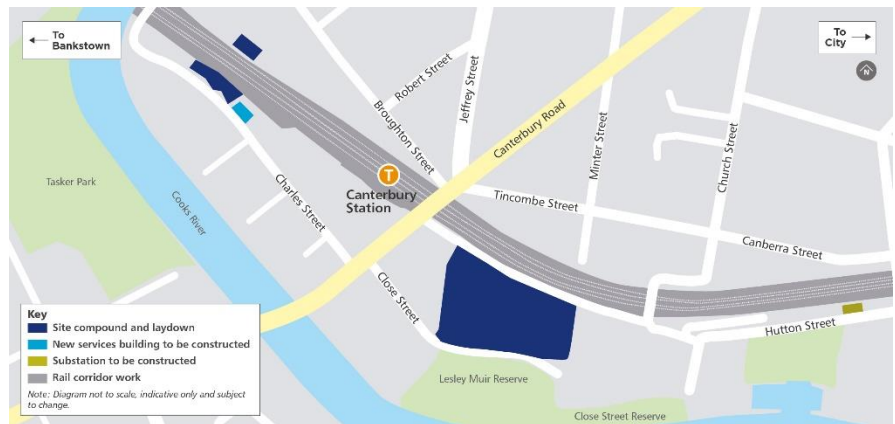 To
Bankstown
To
City
N
Robert Street
Jeffrey Street
Broughton Street
Canterbury Road
Minter Street
Church Street
T
Canterbury
Station
Tasker Park
Cooks River
Charles Street
Tincombe Street
Canberra Street
Close Street
Hutton Street
Lesley Muir Reserve
Close Street Reserve
Key
Site compound and laydown
New services building to be constructed
Substation to be constructed
Rail corridor work
Note: Diagram not to scale, indicative only and subject
to change.